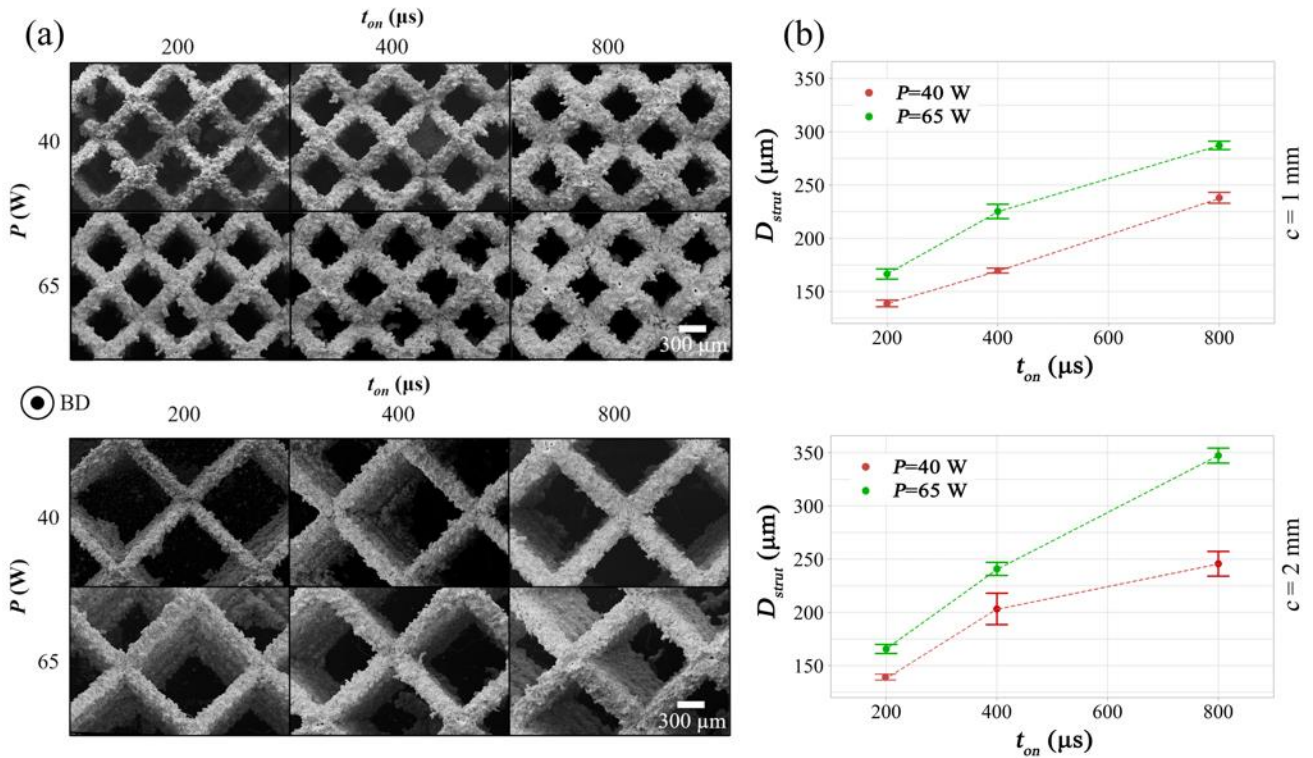 (a)
t_on (μs)
200 400 800
P (W)
40
65
300 μm
BD
t_on (μs)
200 400 800
P (W)
40
65
300 μm
(b)
P=40 W
P=65 W
D_strut (μm)
350
300
250
200
150
200 400 600 800
t_on (μs)
c = 1 mm
P=40 W
P=65 W
D_strut (μm)
350
300
250
200
150
200 400 600 800
t_on (μs)
c = 2 mm